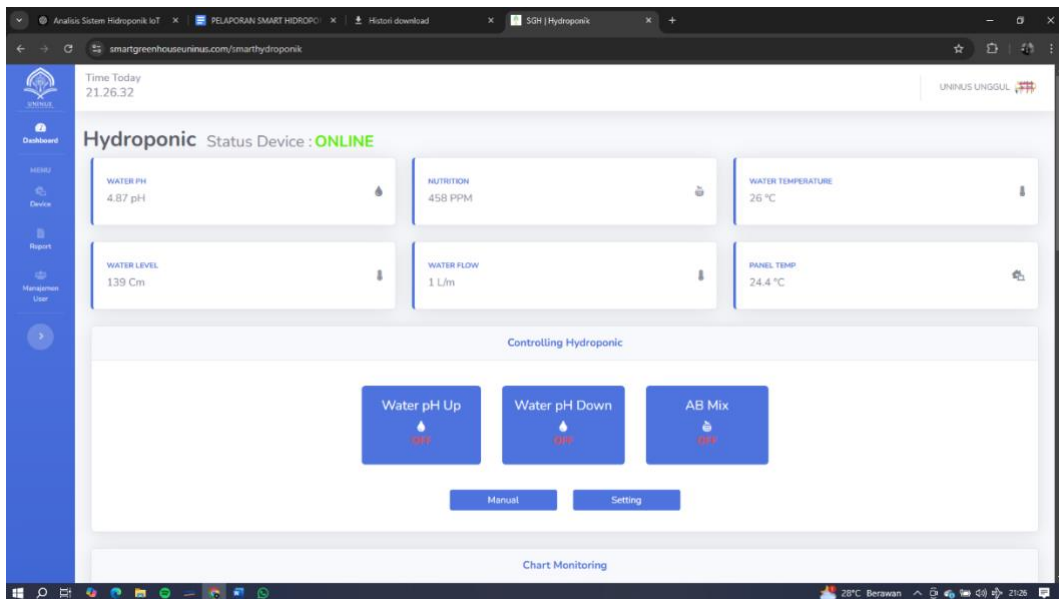 Analisis Sistem Hidroponik IoT
PELAPORAN SMART HIDROPO
Histori download
SGH | Hydroponik
smartgreenhouseuninus.com/smarthydroponik
UNINUS
Time Today
21.26.32
UNINUS UNGGUL
Dashboard
MENU
Device
Report
Manajemen
User
Hydroponic Status Device : ONLINE
WATER PH
4.87 pH
NUTRITION
458 PPM
WATER TEMPERATURE
26 °C
WATER LEVEL
139 Cm
WATER FLOW
1 L/m
PANEL TEMP
24.4 °C
Controlling Hydroponic
Water pH Up
OFF
Water pH Down
OFF
AB Mix
OFF
Manual
Setting
Chart Monitoring
28°C Berawan
21:26